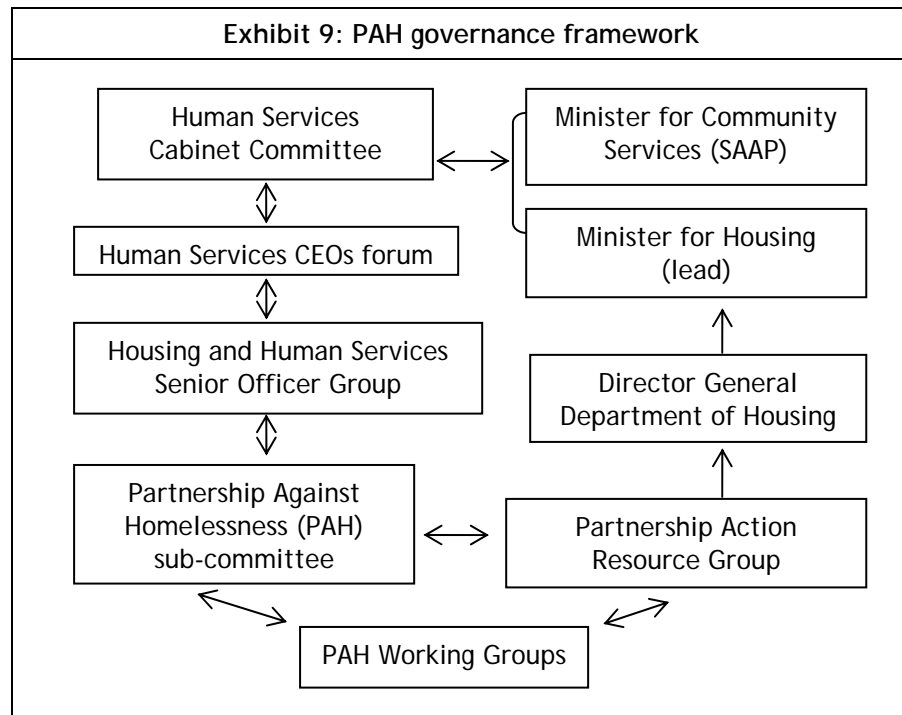 Exhibit 9: PAH governance framework
Human Services
Cabinet Committee
Minister for Community
Services (SAAP)
Human Services CEOs forum
Minister for Housing
(lead)
Housing and Human Services
Senior Officer Group
Director General
Department of Housing
Partnership Against
Homelessness (PAH)
sub-committee
Partnership Action
Resource Group
PAH Working Groups